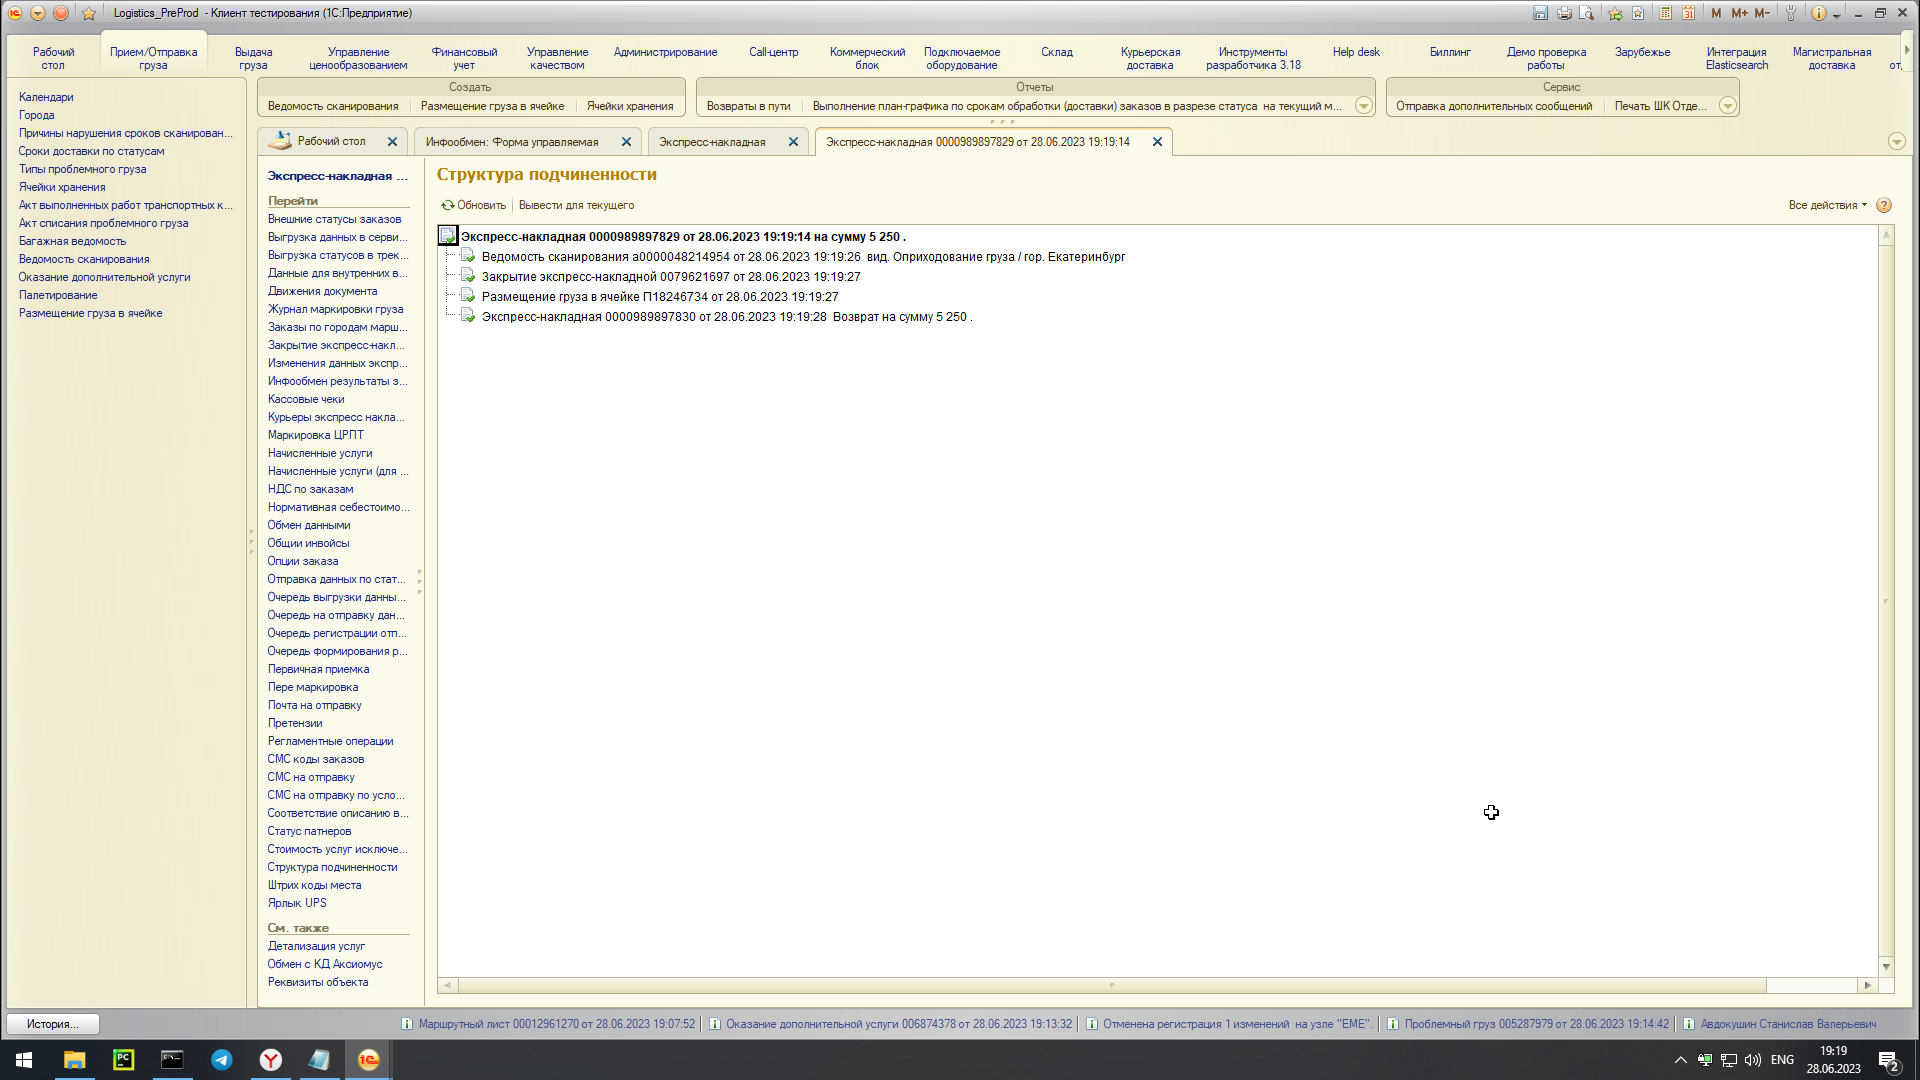 Logistics_PreProd - Клиент тестирования (1С:Предприятие)
M M+ M-
Рабочий стол
Прием/Отправка груза
Выдача груза
Управление ценообразованием
Финансовый учет
Управление качеством
Администрирование
Call-центр
Коммерческий блок
Подключаемое оборудование
Склад
Курьерская доставка
Инструменты разработчика 3.18
Help desk
Биллинг
Демо проверка работы
Зарубежье
Интеграция Elasticsearch
Магистральная доставка
от,
Календари
Города
Причины нарушения сроков сканирован...
Сроки доставки по статусам
Типы проблемного груза
Ячейки хранения
Акт выполненных работ транспортных к...
Акт списания проблемного груза
Багажная ведомость
Ведомость сканирования
Оказание дополнительной услуги
Палетирование
Размещение груза в ячейке
Создать
Ведомость сканирования
Размещение груза в ячейке
Ячейки хранения
Отчеты
Возвраты в пути
Выполнение план-графика по срокам обработки (доставки) заказов в разрезе статуса на текущий м...
Сервис
Отправка дополнительных сообщений
Печать ШК Отде...
Рабочий стол
Инфообмен: Форма управляемая
Экспресс-накладная
Экспресс-накладная 0000989897829 от 28.06.2023 19:19:14
Экспресс-накладная ...
Перейти
Внешние статусы заказов
Выгрузка данных в серви...
Выгрузка статусов в трек...
Данные для внутренних в...
Движения документа
Журнал маркировки груза
Заказы по городам марш...
Закрытие экспресс-накл...
Изменения данных экспр...
Инфообмен результаты з...
Кассовые чеки
Курьеры экспресс накла...
Маркировка ЦРПТ
Начисленные услуги
Начисленные услуги (для ...
НДС по заказам
Нормативная себестоимо...
Обмен данными
Общии инвойсы
Опции заказа
Отправка данных по стат...
Очередь выгрузки данны...
Очередь на отправку дан...
Очередь регистрации отп...
Очередь формирования р...
Первичная приемка
Пере маркировка
Почта на отправку
Претензии
Регламентные операции
СМС коды заказов
СМС на отправку
СМС на отправку по усло...
Соответствие описанию в...
Статус патнеров
Стоимость услуг исключе...
Структура подчиненности
Штрих коды места
Ярлык UPS
См. также
Детализация услуг
Обмен с КД Аксиомус
Реквизиты объекта
Структура подчиненности
Обновить
Вывести для текущего
Все действия
Экспресс-накладная 0000989897829 от 28.06.2023 19:19:14 на сумму 5 250 .
Ведомость сканирования а0000048214954 от 28.06.2023 19:19:26 вид. Оприходование груза / гор. Екатеринбург
Закрытие экспресс-накладной 0079621697 от 28.06.2023 19:19:27
Размещение груза в ячейке П18246734 от 28.06.2023 19:19:27
Экспресс-накладная 0000989897830 от 28.06.2023 19:19:28 Возврат на сумму 5 250 .
История...
Маршрутный лист 00012961270 от 28.06.2023 19:07:52
Оказание дополнительной услуги 006874378 от 28.06.2023 19:13:32
Отменена регистрация 1 изменений на узле "EME".
Проблемный груз 005287979 от 28.06.2023 19:14:42
Авдокушин Станислав Валерьевич
ENG
19:19
28.06.2023
2